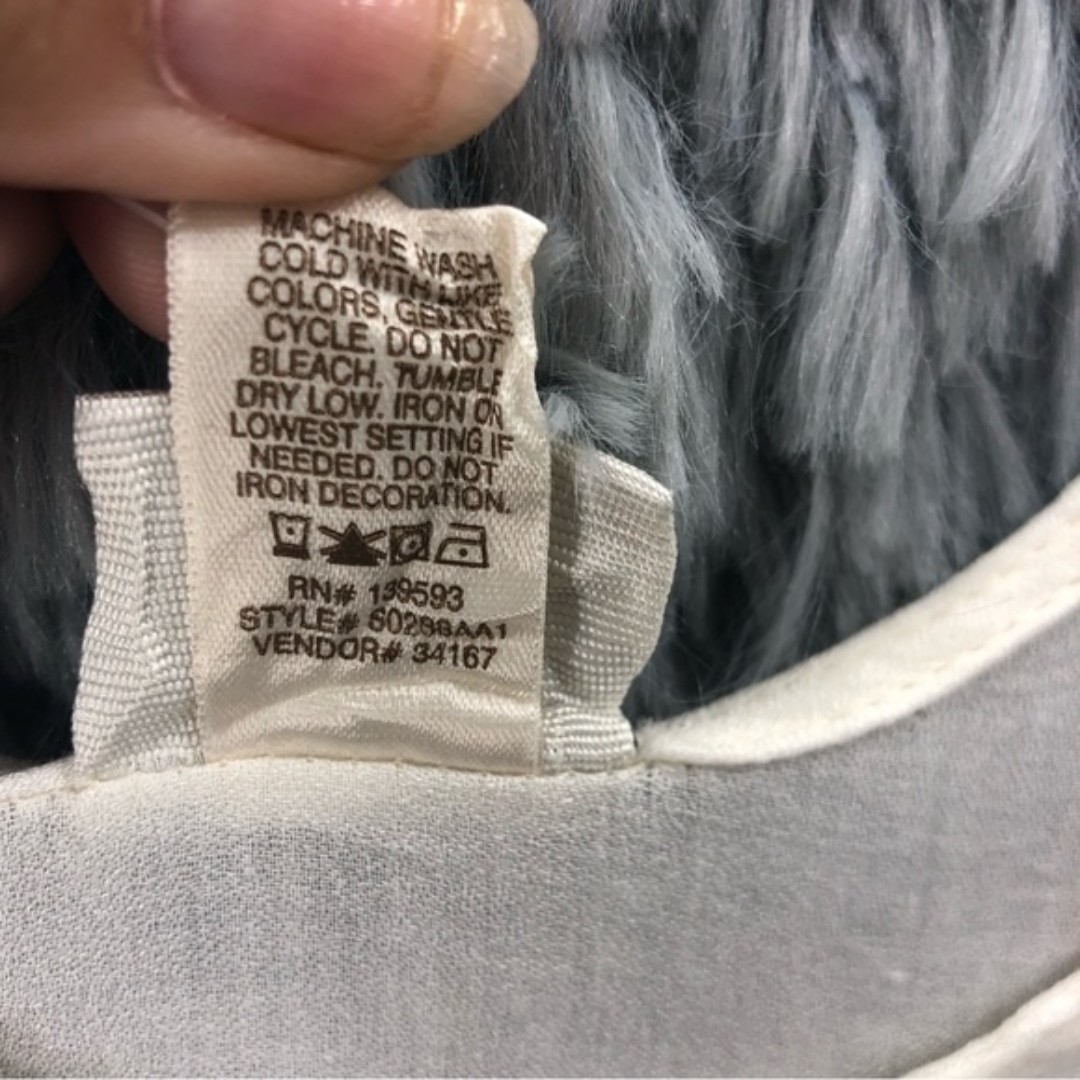 MACHINE WASH
COLD WITH LIKE
COLORS, GENTLE
CYCLE. DO NOT
BLEACH. TUMBLE
DRY LOW. IRON ON
LOWEST SETTING IF
NEEDED. DO NOT
IRON DECORATION.
RN# 139593
STYLE# 60288AA1
VENDOR# 34167